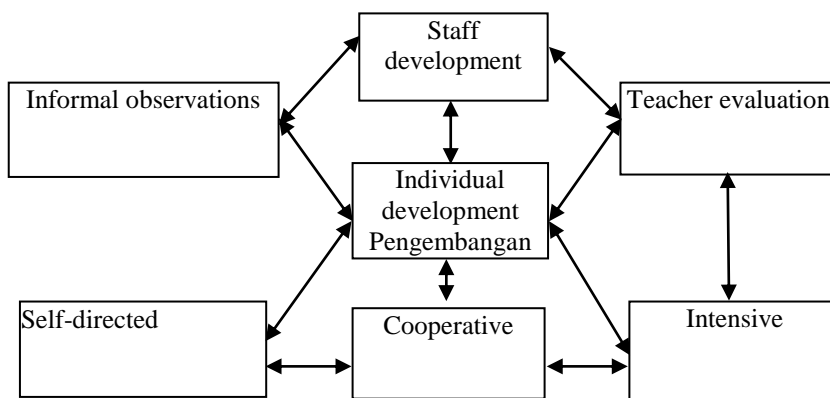 Staff
development
Informal observations
Teacher evaluation
Individual
development
Pengembangan
Self-directed
Cooperative
Intensive